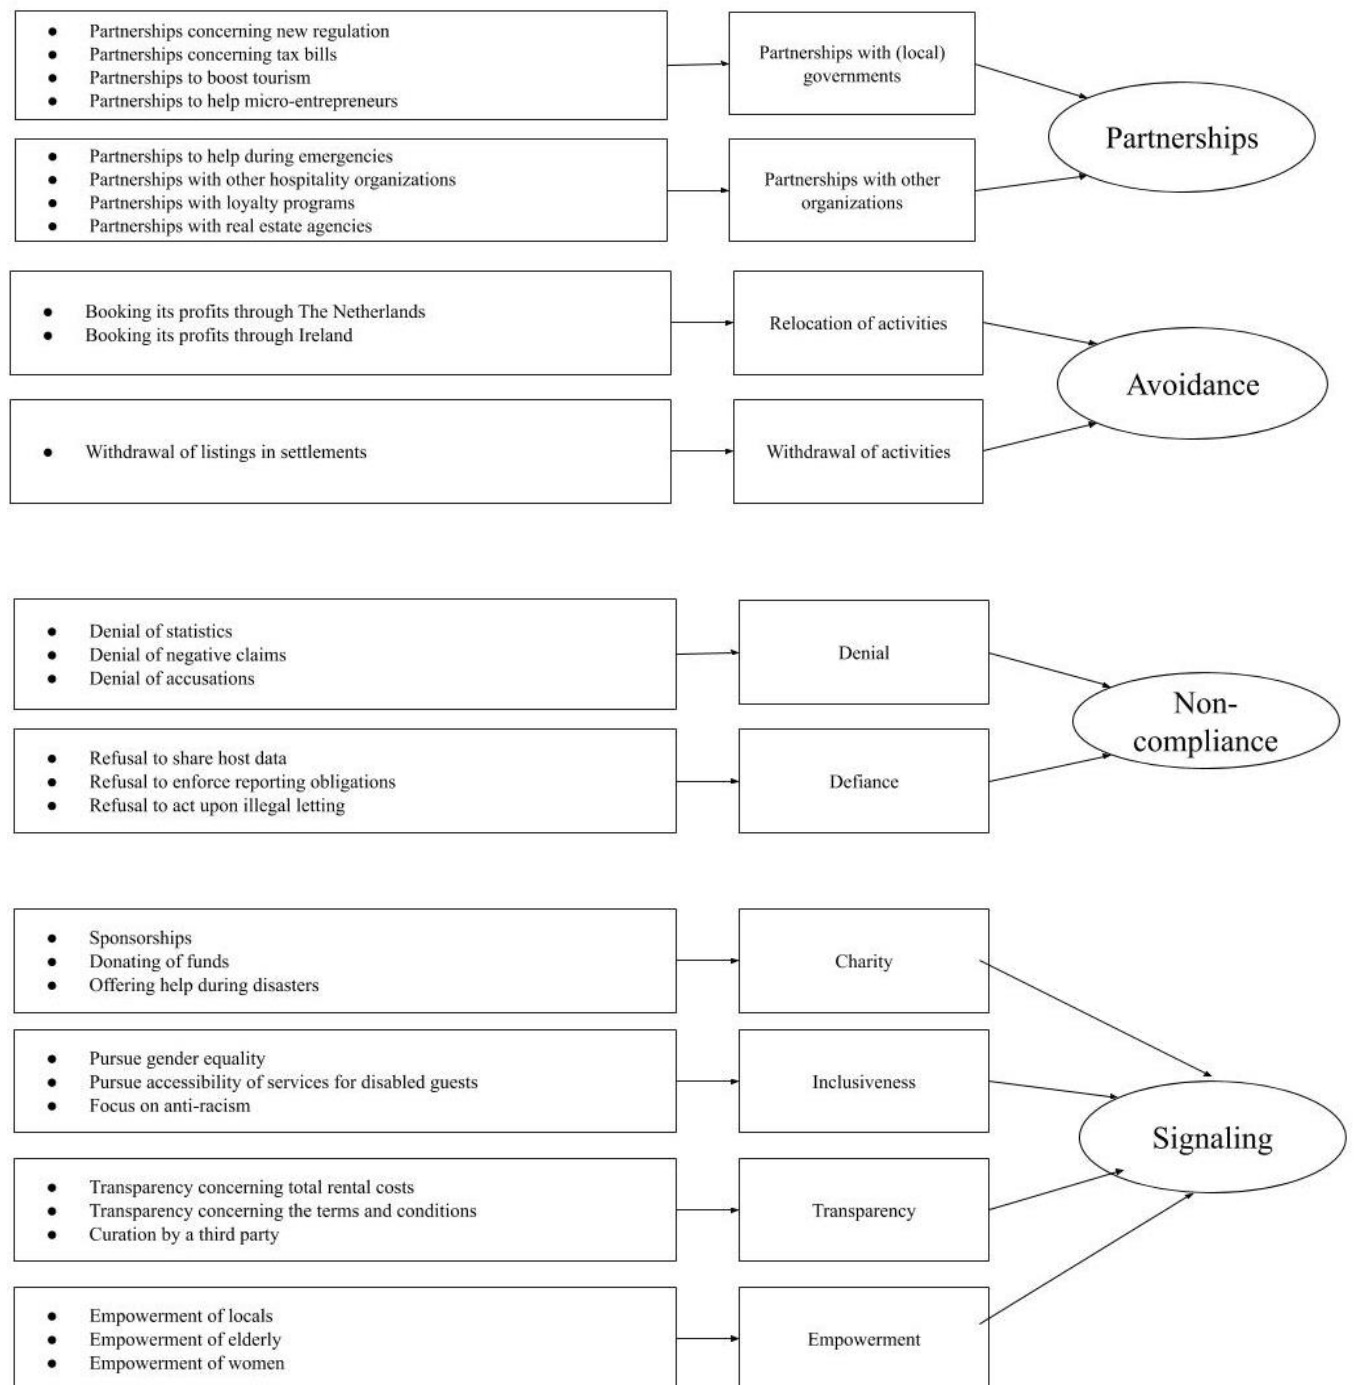 ● Partnerships concerning new regulation
● Partnerships concerning tax bills
● Partnerships to boost tourism
● Partnerships to help micro-entrepreneurs
Partnerships with (local)
governments
Partnerships
● Partnerships to help during emergencies
● Partnerships with other hospitality organizations
● Partnerships with loyalty programs
● Partnerships with real estate agencies
Partnerships with other
organizations
● Booking its profits through The Netherlands
● Booking its profits through Ireland
Relocation of activities
Avoidance
● Withdrawal of listings in settlements
Withdrawal of activities
● Denial of statistics
● Denial of negative claims
● Denial of accusations
Denial
Non-
compliance
● Refusal to share host data
● Refusal to enforce reporting obligations
● Refusal to act upon illegal letting
Defiance
● Sponsorships
● Donating of funds
● Offering help during disasters
Charity
● Pursue gender equality
● Pursue accessibility of services for disabled guests
● Focus on anti-racism
Inclusiveness
Signaling
● Transparency concerning total rental costs
● Transparency concerning the terms and conditions
● Curation by a third party
Transparency
● Empowerment of locals
● Empowerment of elderly
● Empowerment of women
Empowerment